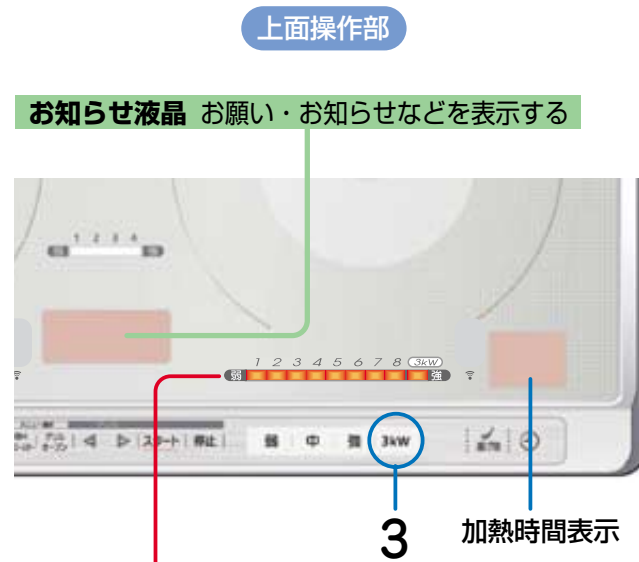 上面操作部
お知らせ液晶 お願い・お知らせなどを表示する
1 2 3 4
1 2 3 4 5 6 7 8 3kW
弱 強
スタート 停止 弱 中 強 3kW
3
加熱時間表示